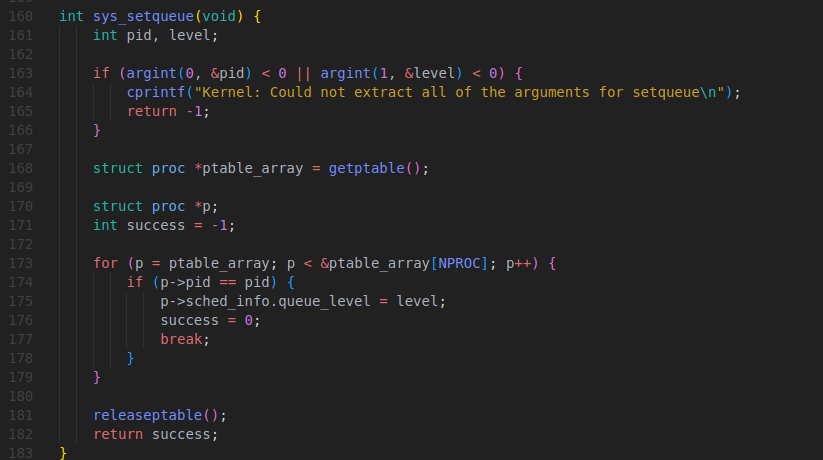 160 int sys_setqueue(void) {
161     int pid, level;
162
163     if (argint(0, &pid) < 0 || argint(1, &level) < 0) {
164         cprintf("Kernel: Could not extract all of the arguments for setqueue\n");
165         return -1;
166     }
167
168     struct proc *ptable_array = getptable();
169
170     struct proc *p;
171     int success = -1;
172
173     for (p = ptable_array; p < &ptable_array[NPROC]; p++) {
174         if (p->pid == pid) {
175             p->sched_info.queue_level = level;
176             success = 0;
177             break;
178         }
179     }
180
181     releaseptable();
182     return success;
183 }